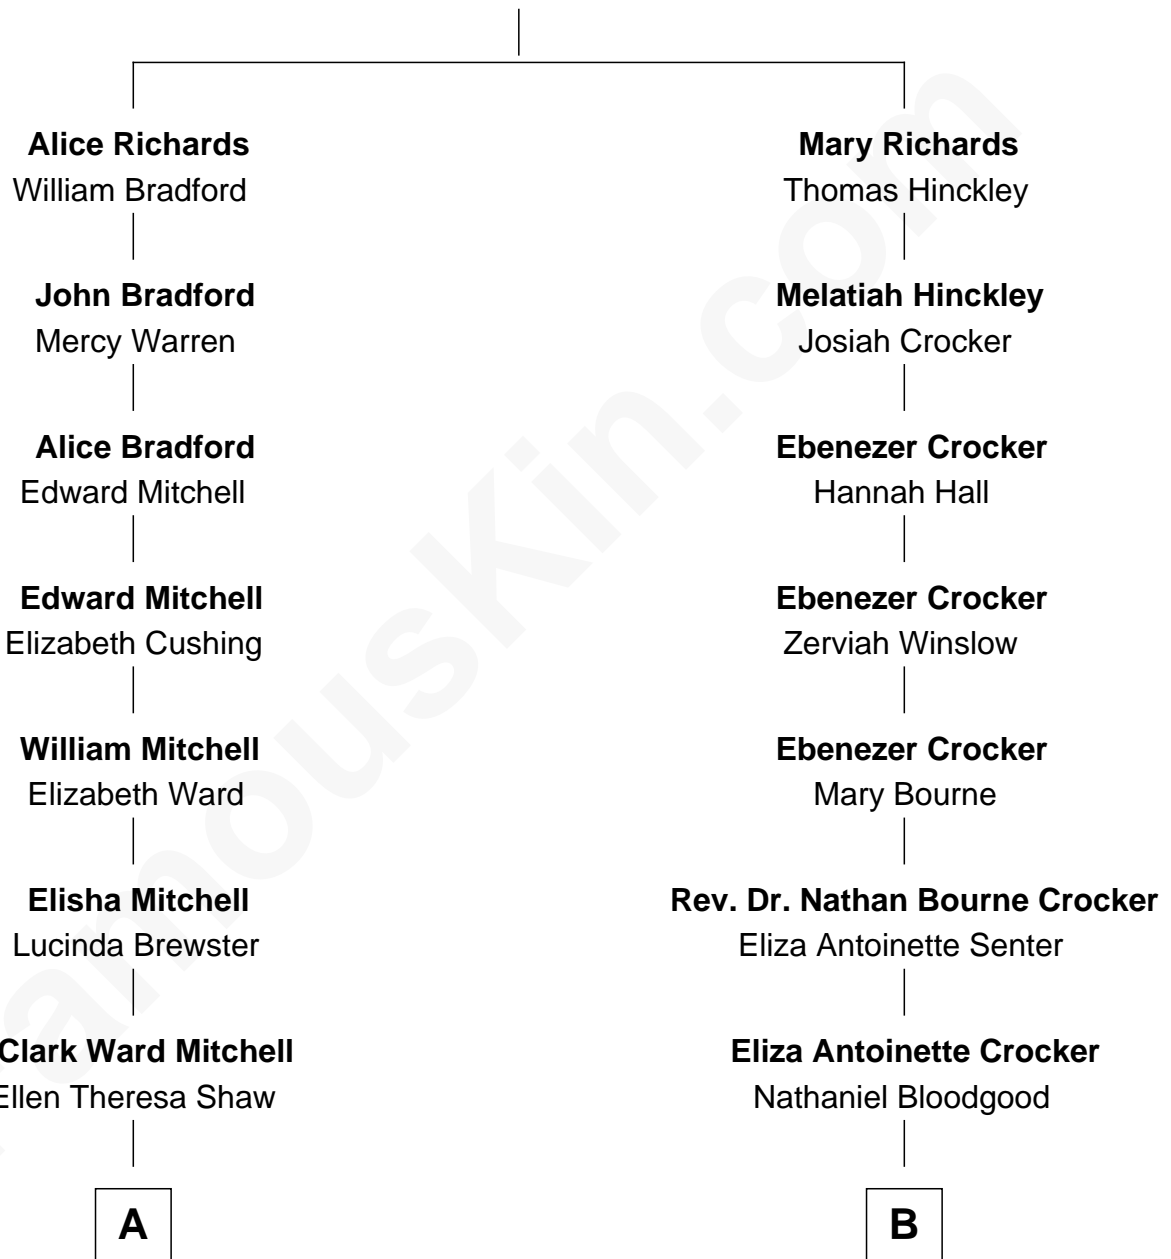 Alice Richards
William Bradford
John Bradford
Mercy Warren
Alice Bradford
Edward Mitchell
Edward Mitchell
Elizabeth Cushing
William Mitchell
Elizabeth Ward
Elisha Mitchell
Lucinda Brewster
Clark Ward Mitchell
Ellen Theresa Shaw
A
Mary Richards
Thomas Hinckley
Melatiah Hinckley
Josiah Crocker
Ebenezer Crocker
Hannah Hall
Ebenezer Crocker
Zerviah Winslow
Ebenezer Crocker
Mary Bourne
Rev. Dr. Nathan Bourne Crocker
Eliza Antoinette Senter
Eliza Antoinette Crocker
Nathaniel Bloodgood
B
FamousKin.com